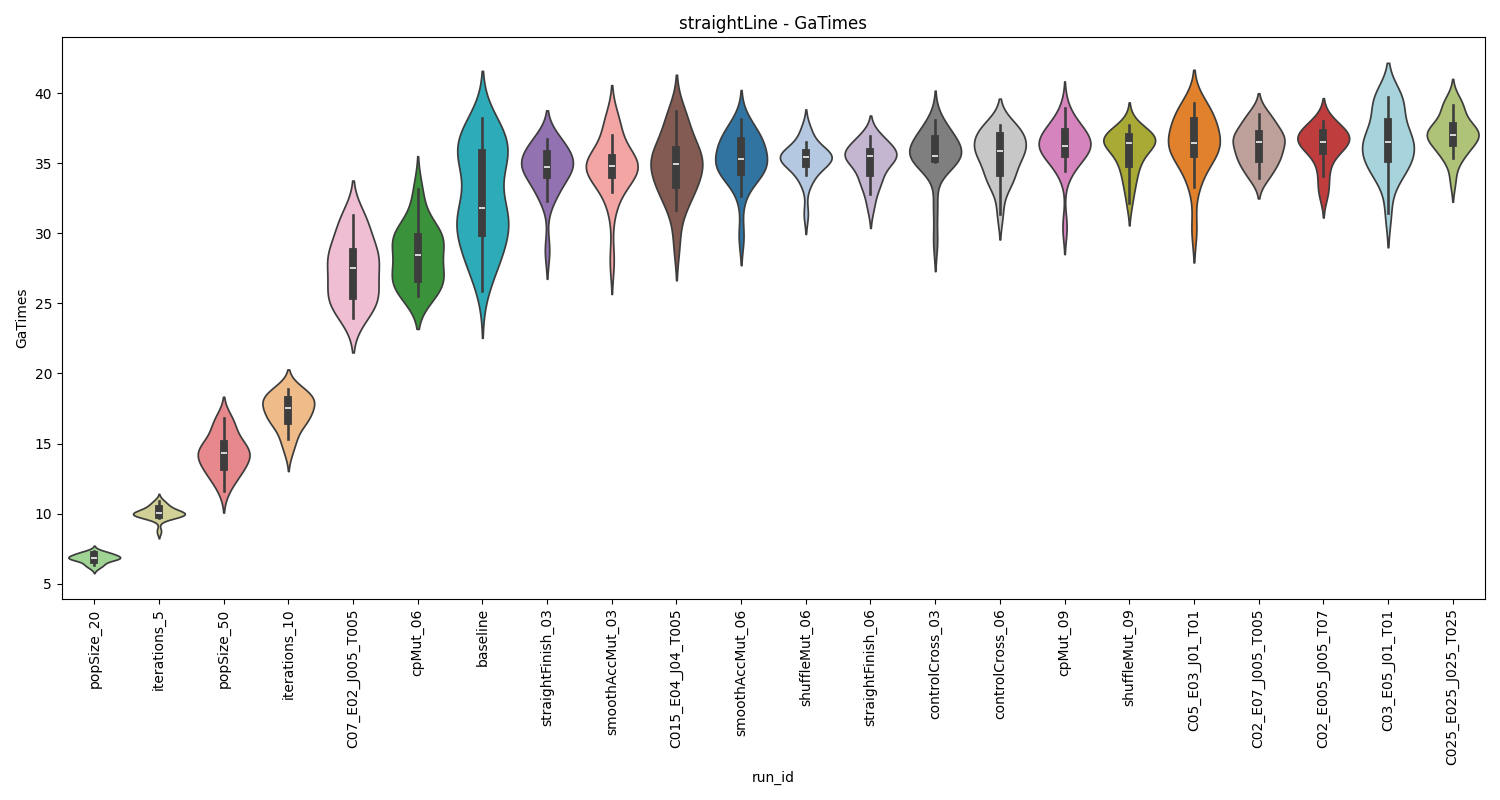 straightLine - GaTimes
GaTimes
40
35
30
25
20
15
10
5
popSize_20
iterations_5
popSize_50
iterations_10
C07_E02_J005_T005
cpMut_06
baseline
straightFinish_03
smoothAccMut_03
C015_E04_J04_T005
smoothAccMut_06
shuffleMut_06
straightFinish_06
controlCross_03
controlCross_06
cpMut_09
shuffleMut_09
C05_E03_J01_T01
C02_E07_J005_T005
C02_E005_J005_T07
C03_E05_J01_T01
C025_E025_J025_T025
run_id